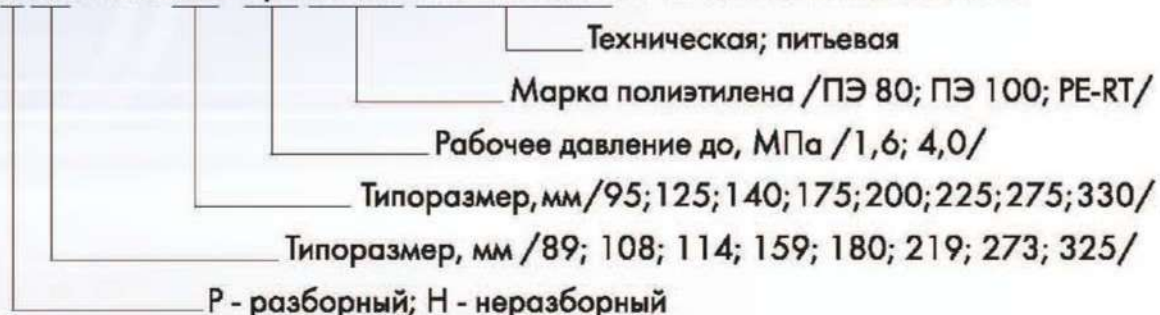 Техническая; питьевая
Марка полиэтилена /ПЭ 80; ПЭ 100; PE-RT/
Рабочее давление до, МПа /1,6; 4,0/
Типоразмер,мм/95;125;140;175;200;225;275;330/
Типоразмер, мм /89; 108; 114; 159; 180; 219; 273; 325/
Р - разборный; Н - неразборный